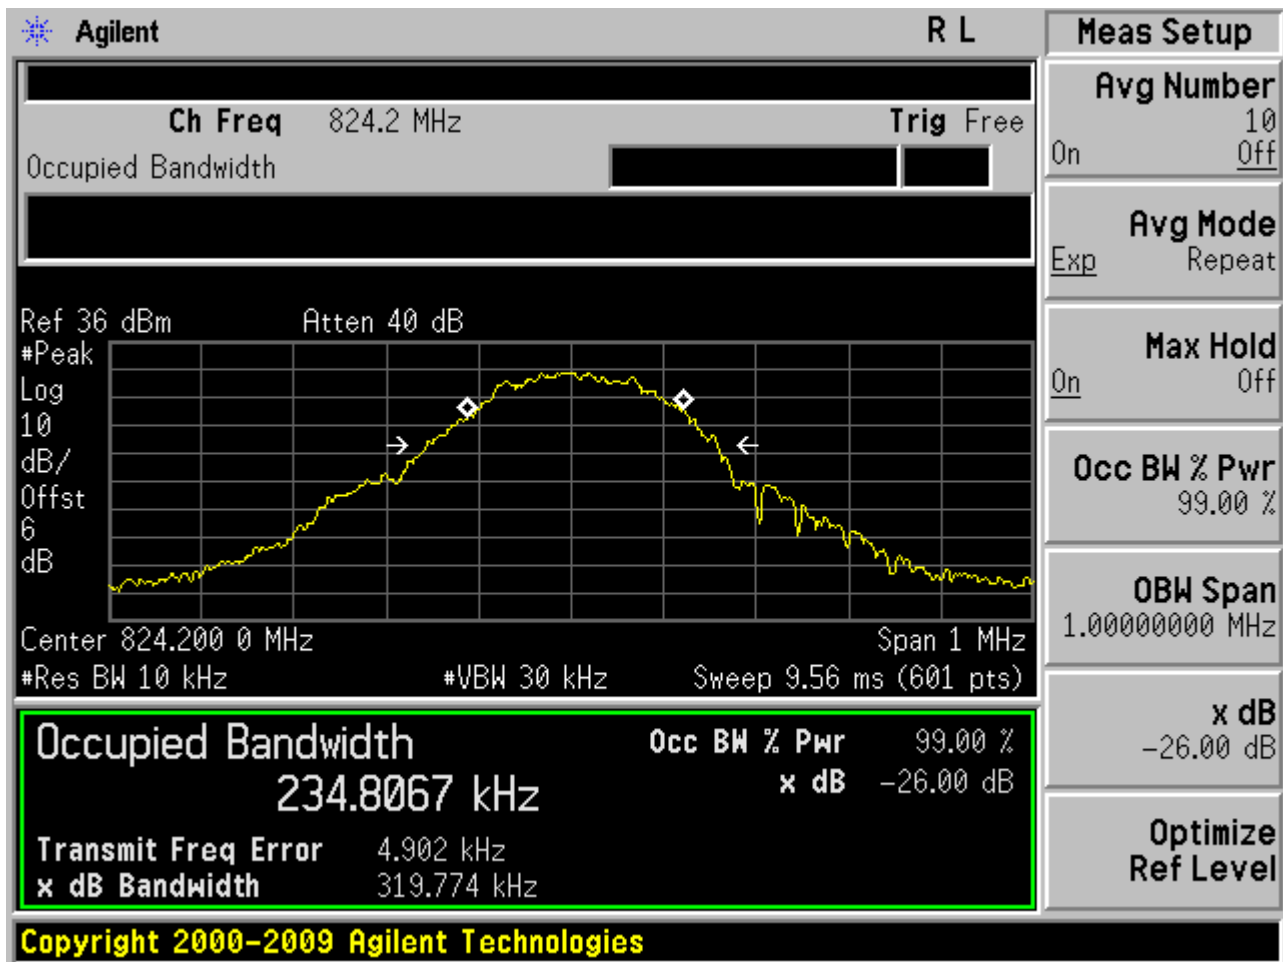 Agilent R L
Ch Freq 824.2 MHz Trig Free
Occupied Bandwidth
Ref 36 dBm Atten 40 dB
#Peak
Log
10
dB/
Offst
6
dB
Center 824.200 0 MHz Span 1 MHz
#Res BW 10 kHz #VBW 30 kHz Sweep 9.56 ms (601 pts)
Occupied Bandwidth Occ BW % Pwr 99.00 %
234.8067 kHz x dB -26.00 dB
Transmit Freq Error 4.902 kHz
x dB Bandwidth 319.774 kHz
Copyright 2000-2009 Agilent Technologies
Meas Setup
Avg Number
10
On Off
Avg Mode
Exp Repeat
Max Hold
On Off
Occ BW % Pwr
99.00 %
OBW Span
1.00000000 MHz
x dB
-26.00 dB
Optimize
Ref Level